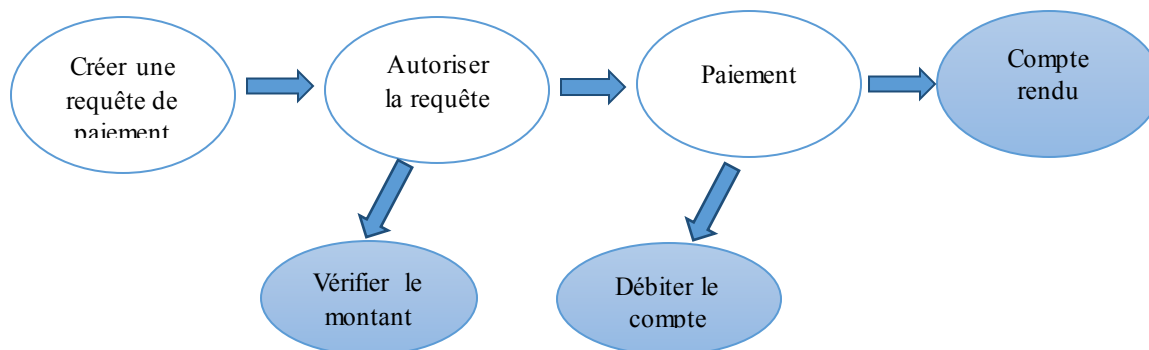 Créer une
requête de
paiement
Autoriser
la requête
Paiement
Compte
rendu
Vérifier le
montant
Débiter le
compte